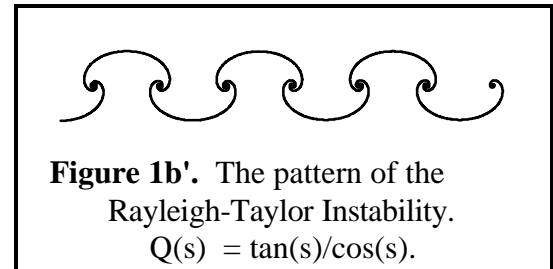 Figure 1b'. The pattern of the
Rayleigh-Taylor Instability.
Q(s) = tan(s)/cos(s).